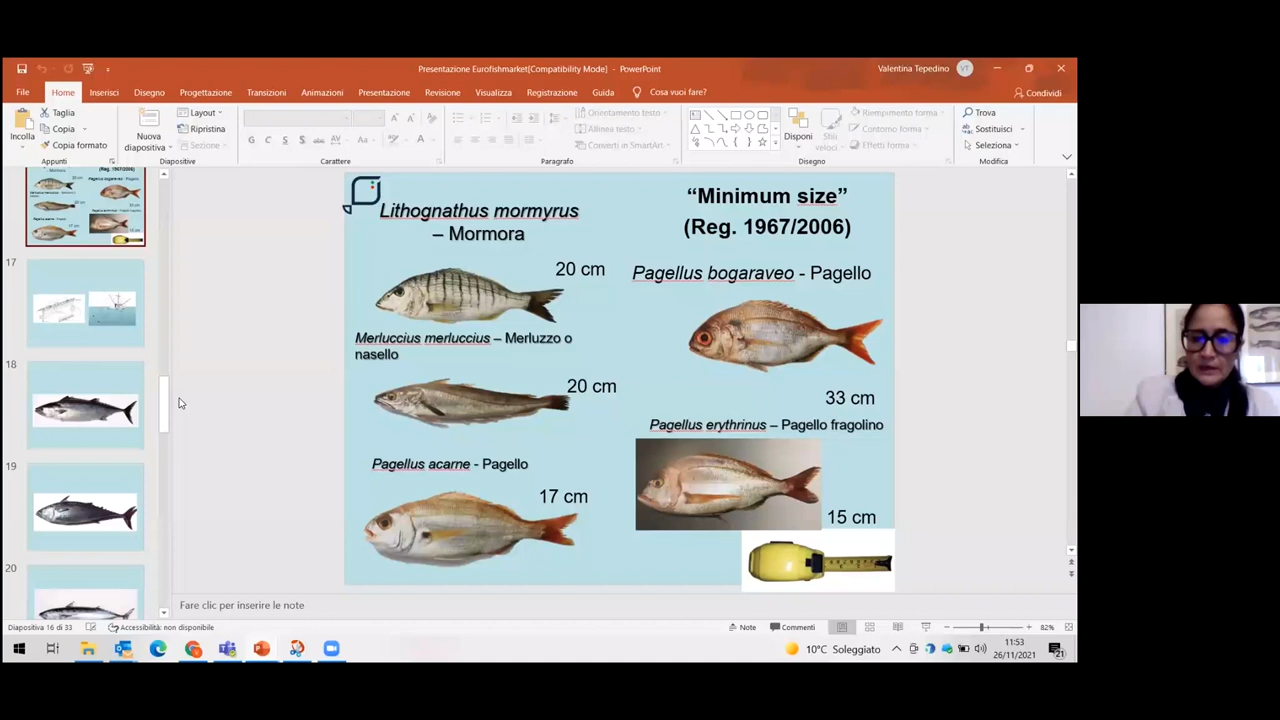 Presentazione Eurofishmarket[Compatibility Mode] - PowerPoint
Valentina Tepedino
VT
File Home Inserisci Disegno Progettazione Transizioni Animazioni Presentazione Revisione Visualizza Registrazione Guida Cosa vuoi fare? Condividi
Incolla
Taglia
Copia
Copia formato
Appunti
Nuova
diapositiva
Layout
Ripristina
Sezione
Diapositive
G C S S
Carattere
Orientamento testo
Allinea testo
Converti in SmartArt
Paragrafo
Disponi
Stili
veloci
Riempimento forma
Contorno forma
Effetti forma
Disegno
Trova
Sostituisci
Seleziona
Modifica
17
18
19
20
Lithognathus mormyrus
– Mormora
20 cm
Merluccius merluccius – Merluzzo o
nasello
20 cm
Pagellus acarne - Pagello
17 cm
“Minimum size”
(Reg. 1967/2006)
Pagellus bogaraveo - Pagello
33 cm
Pagellus erythrinus – Pagello fragolino
15 cm
Fare clic per inserire le note
Diapositiva 16 di 33
Accessibilità: non disponibile
Note
Commenti
82%
10°C Soleggiato
11:53
26/11/2021
21